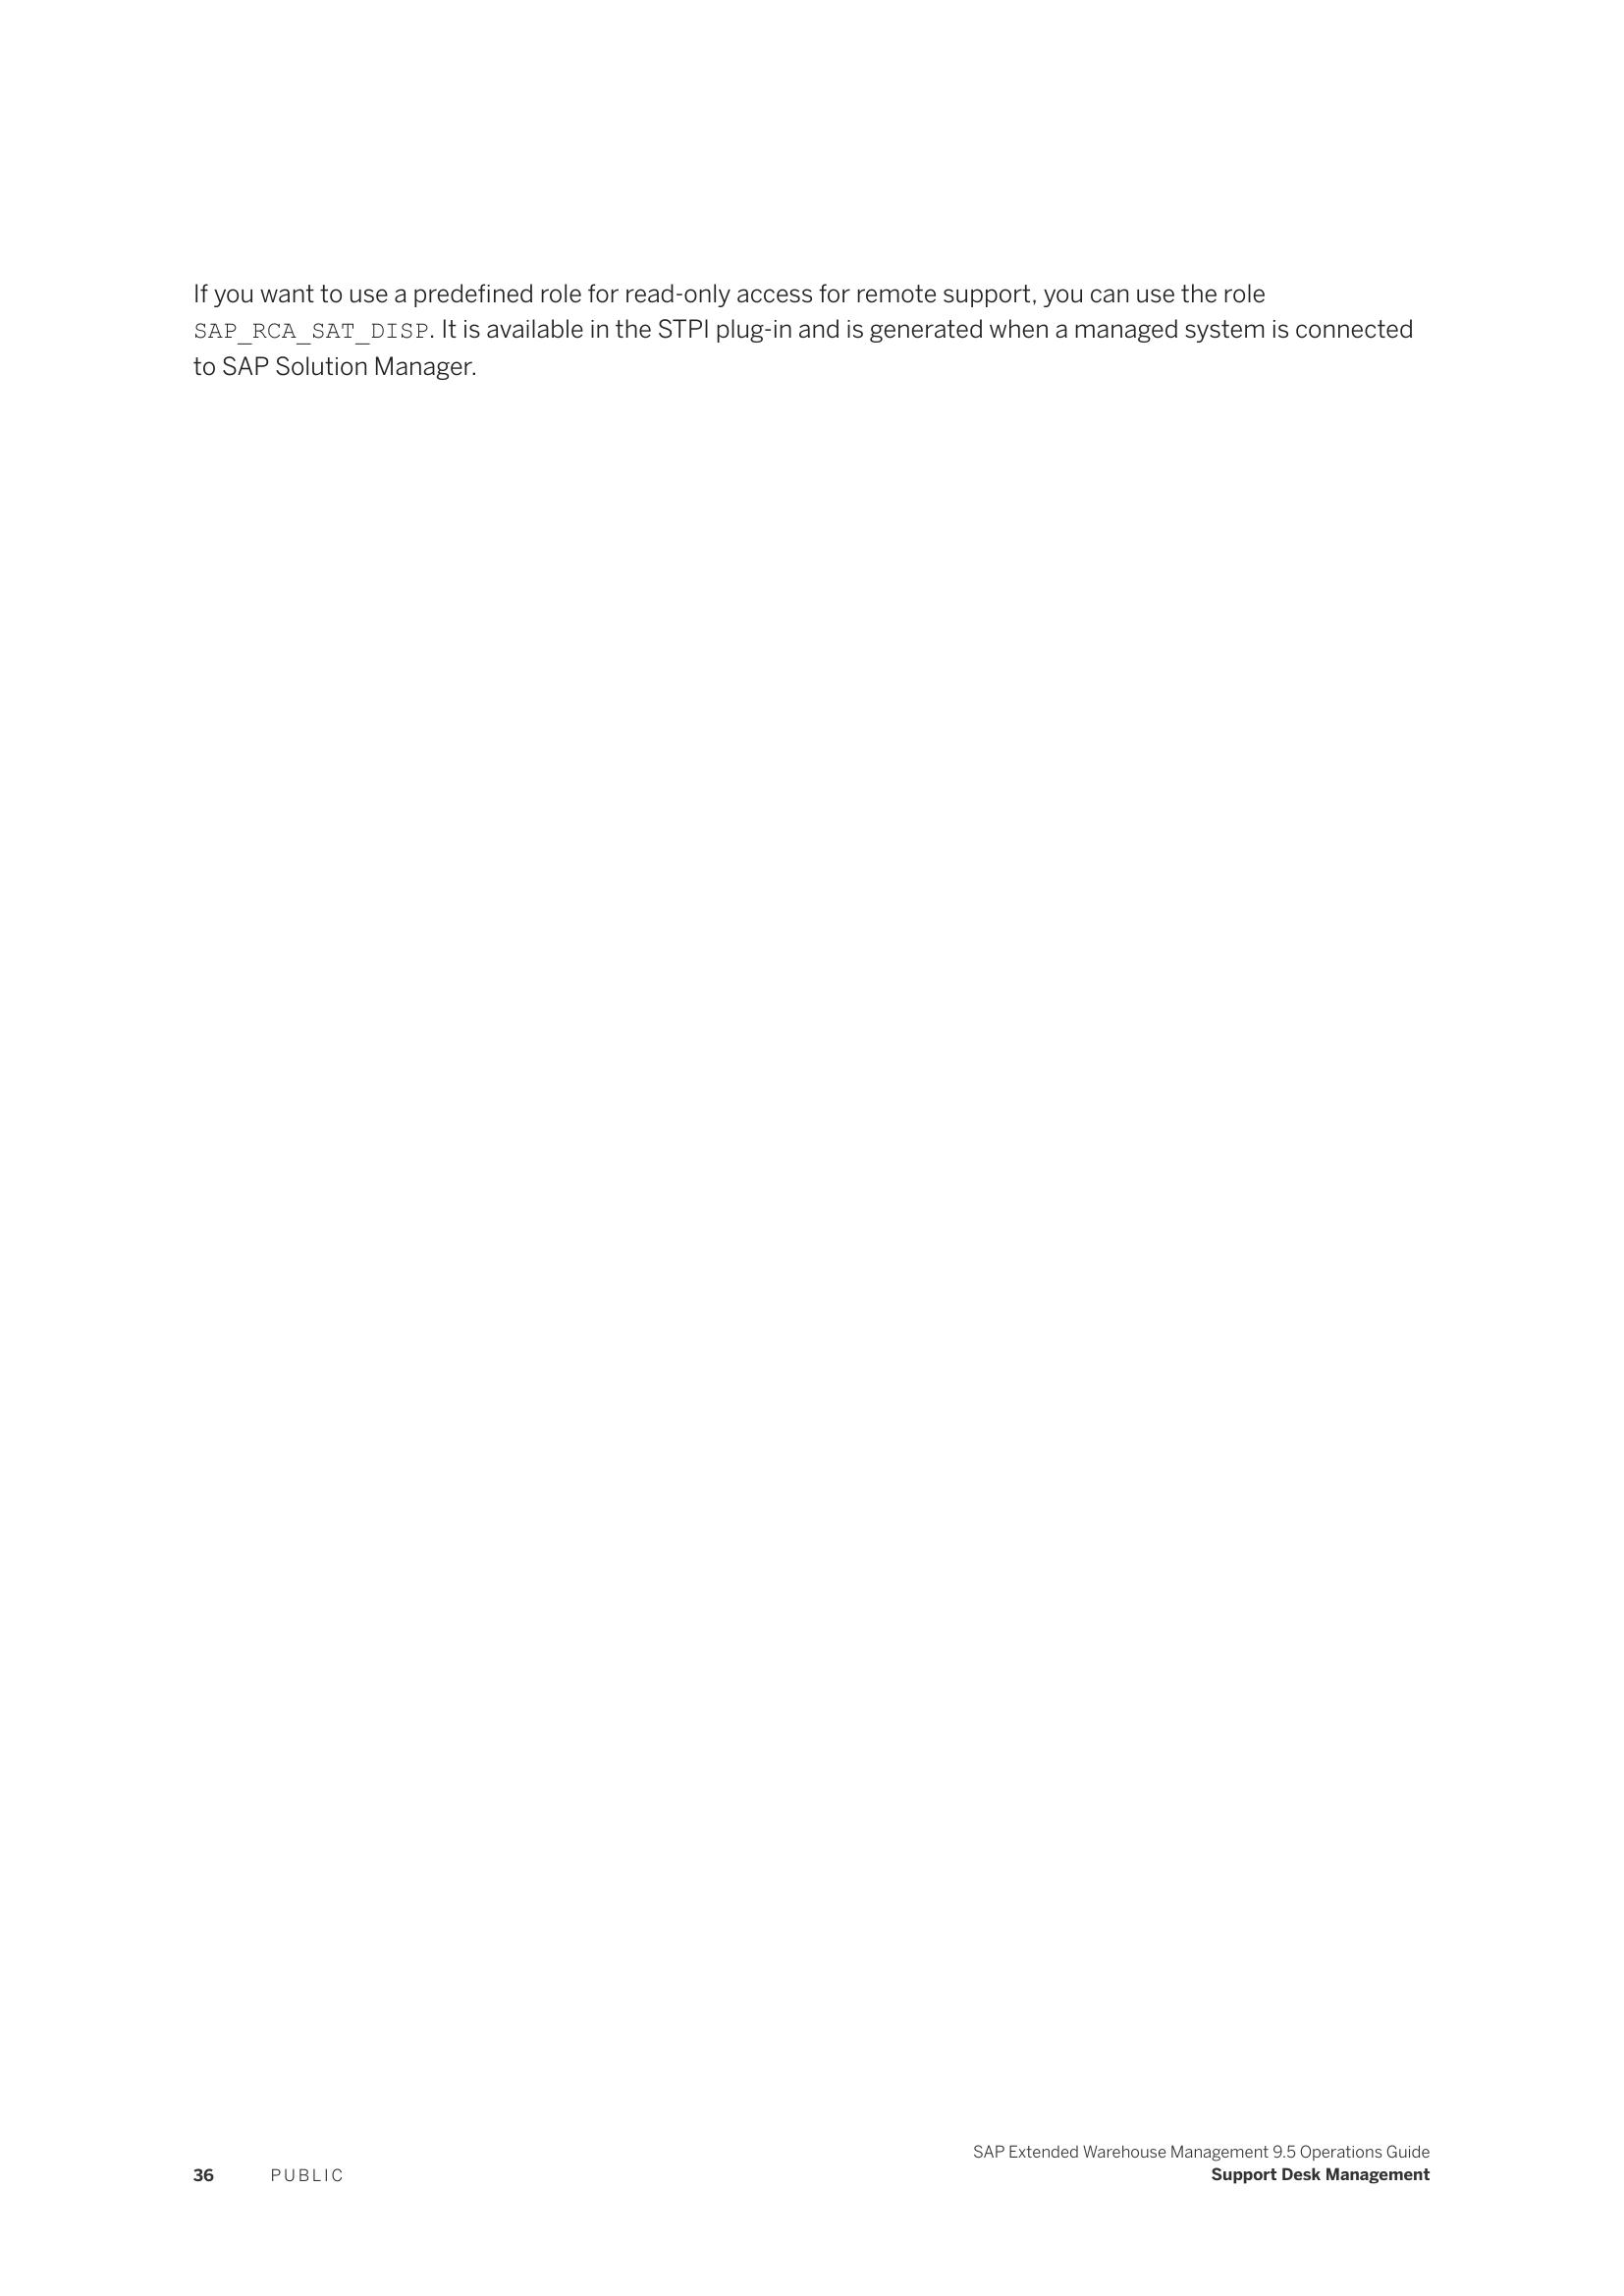 If you want to use a predefined role for read-only access for remote support, you can use the role
SAP_RCA_SAT_DISP. It is available in the STPI plug-in and is generated when a managed system is connected
to SAP Solution Manager.
SAP Extended Warehouse Management 9.5 Operations Guide
36 PUBLIC Support Desk Management